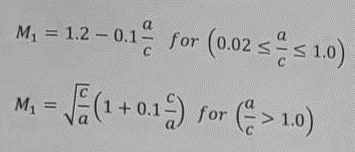 M₁ = 1.2 – 0.1 a/c for (0.02 ≤ a/c ≤ 1.0)
M₁ = √(c/a) (1 + 0.1 c/a) for (a/c > 1.0)